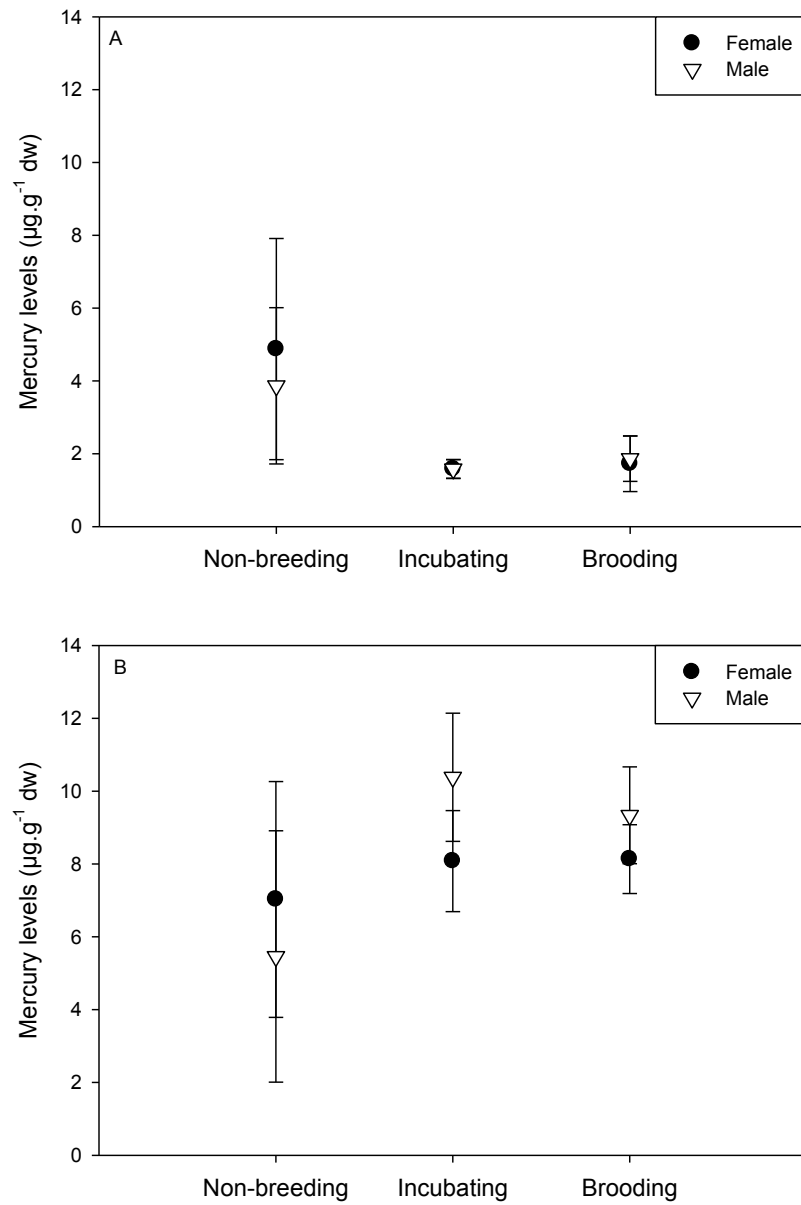 A
Female
Male
14
12
10
8
6
4
2
0
Mercury levels (µg.g-1 dw)
Non-breeding Incubating Brooding
B
Female
Male
14
12
10
8
6
4
2
0
Mercury levels (µg.g-1 dw)
Non-breeding Incubating Brooding